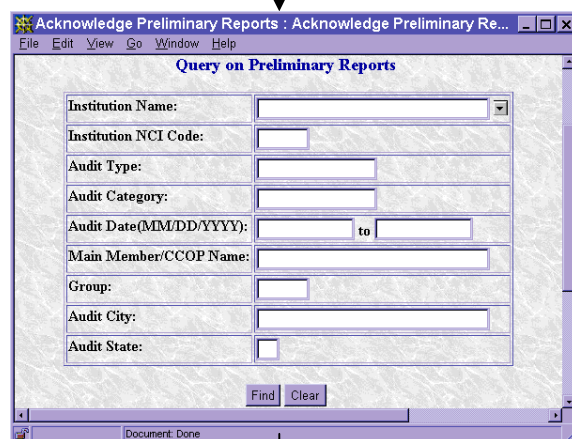 Acknowledge Preliminary Reports : Acknowledge Preliminary Re...
File Edit View Go Window Help
Query on Preliminary Reports
Institution Name:
Institution NCI Code:
Audit Type:
Audit Category:
Audit Date(MM/DD/YYYY): to
Main Member/CCOP Name:
Group:
Audit City:
Audit State:
Find Clear
Document: Done